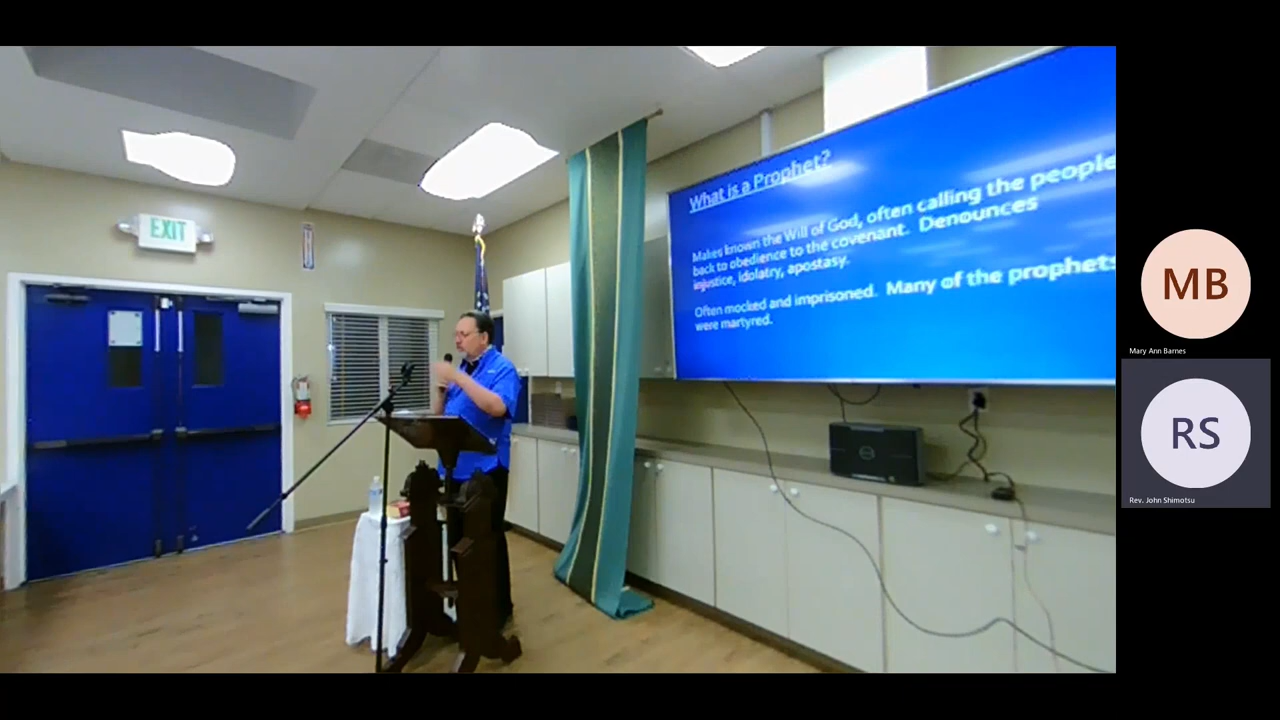 EXIT
What is a Prophet?
Makes known the Will of God, often calling the people
back to obedience to the covenant. Denounces
injustice, idolatry, apostasy.
Often mocked and imprisoned. Many of the prophets
were martyred.
MB
Mary Ann Barnes
RS
Rev. John Shimotsu